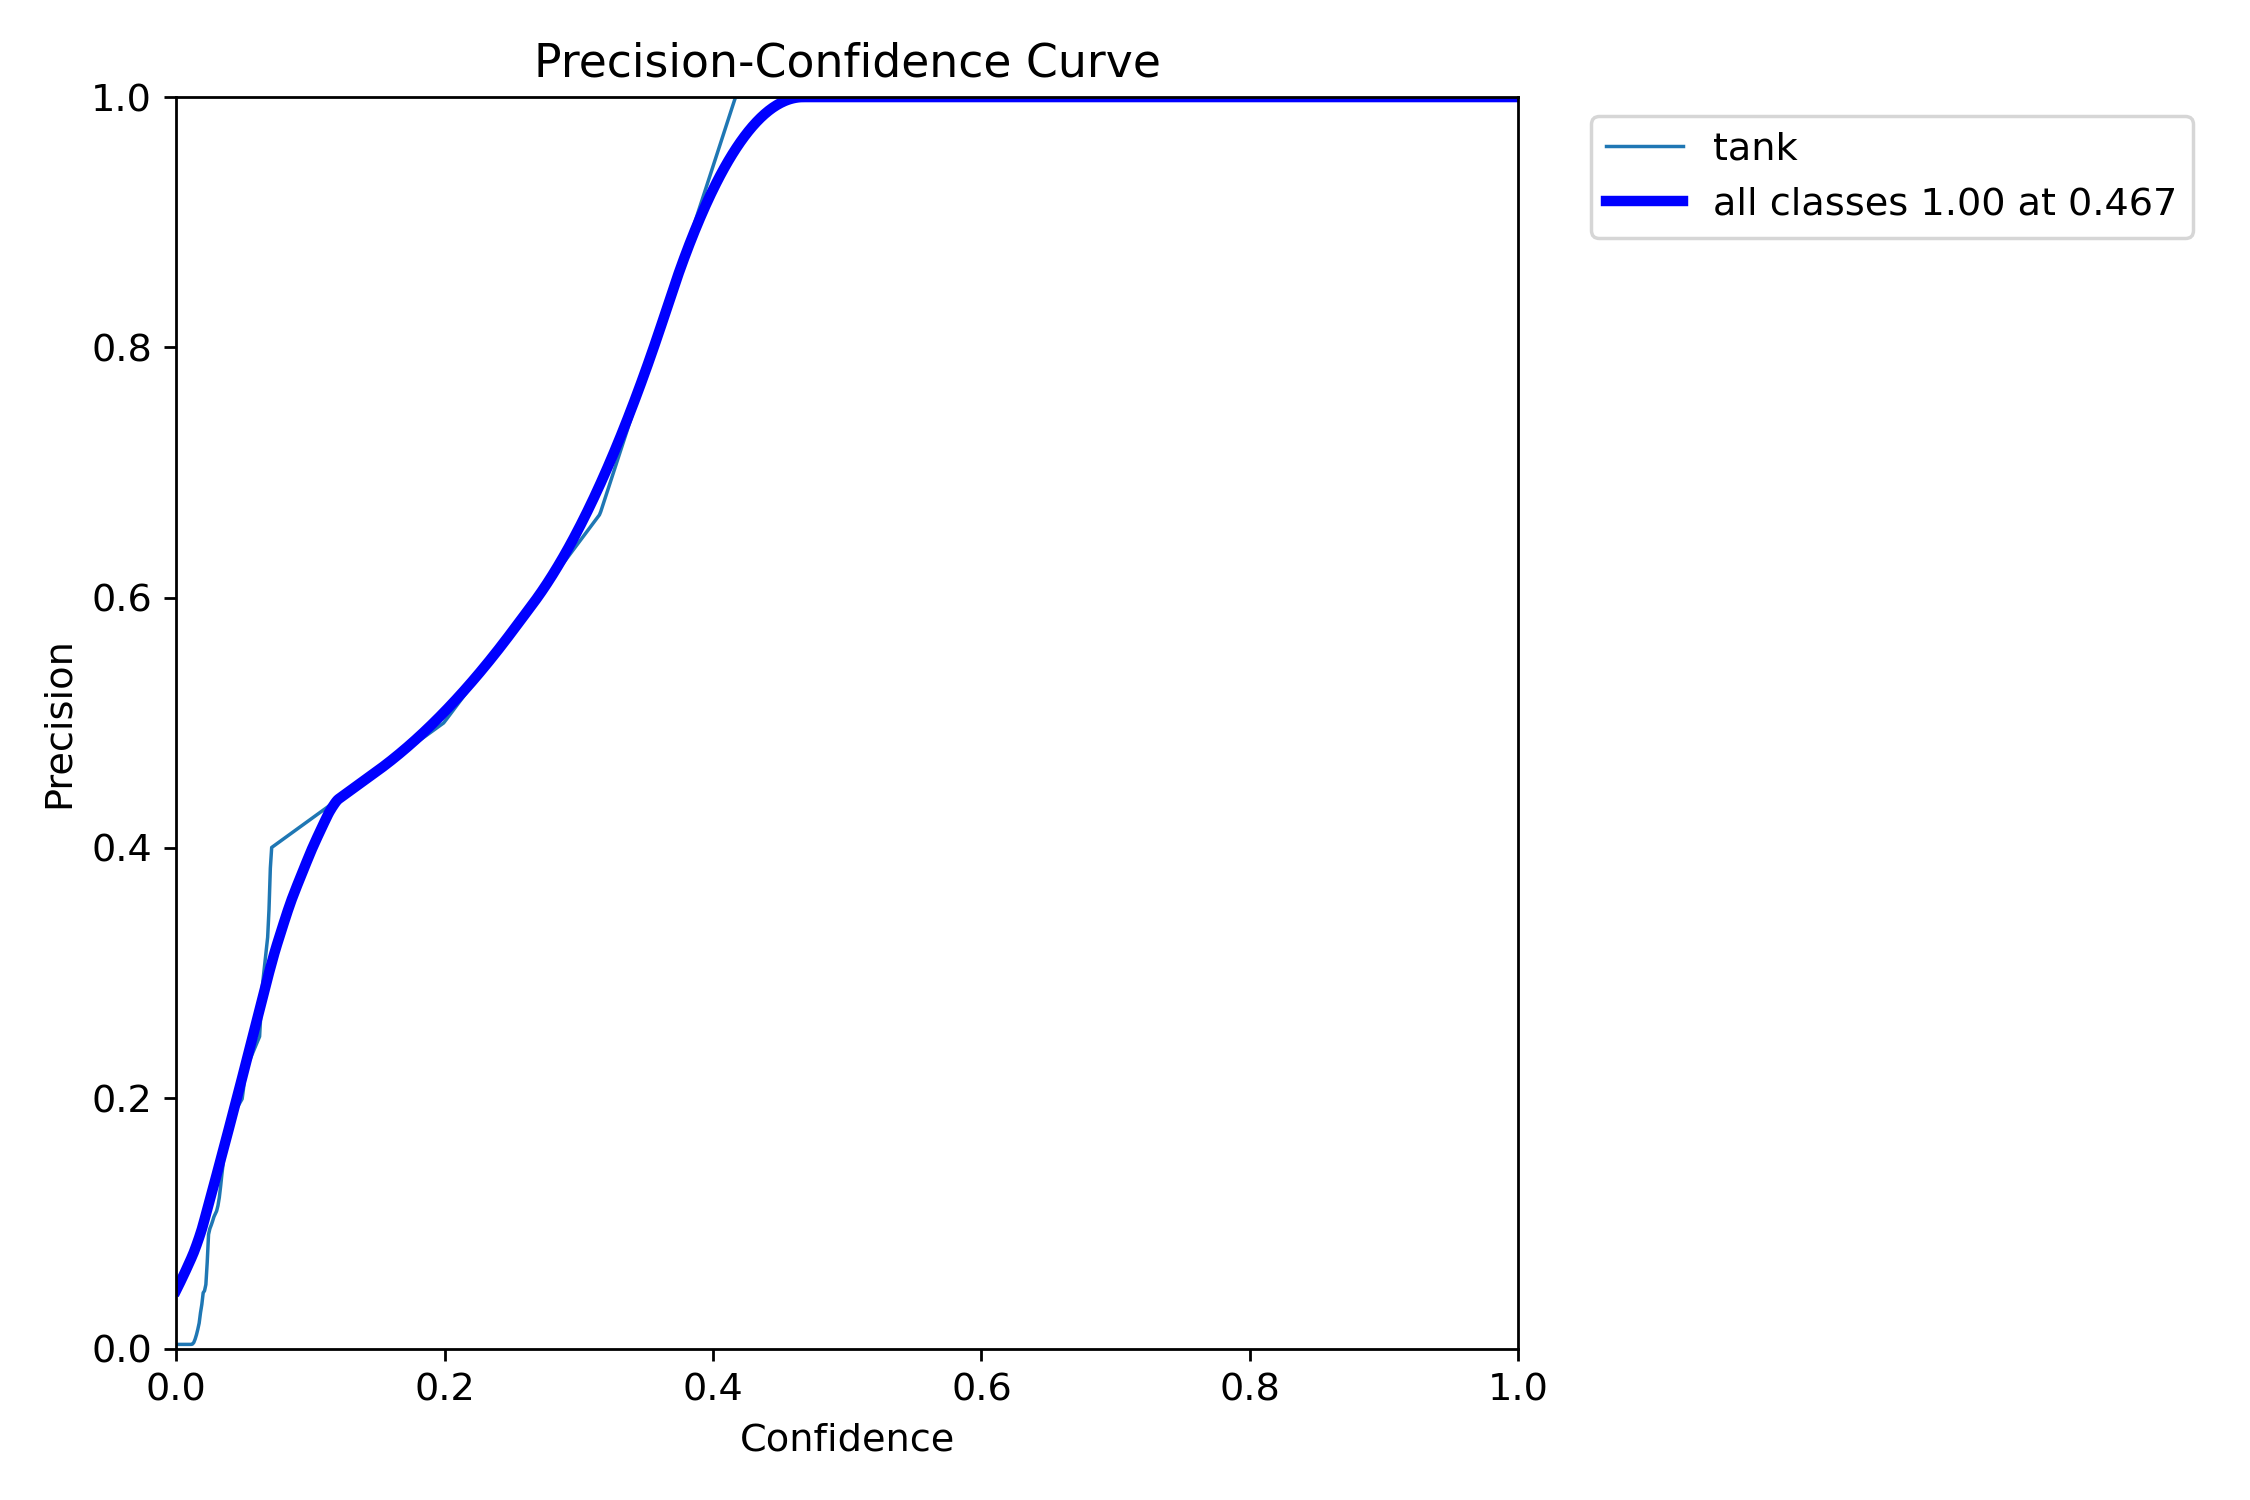 Precision-Confidence Curve
1.0
0.8
0.6
0.4
0.2
0.0
Precision
0.0 0.2 0.4 0.6 0.8 1.0
Confidence
tank
all classes 1.00 at 0.467